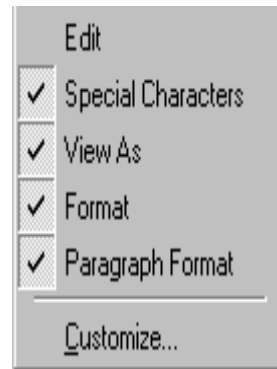 Edit
Special Characters
View As
Format
Paragraph Format
Customize...